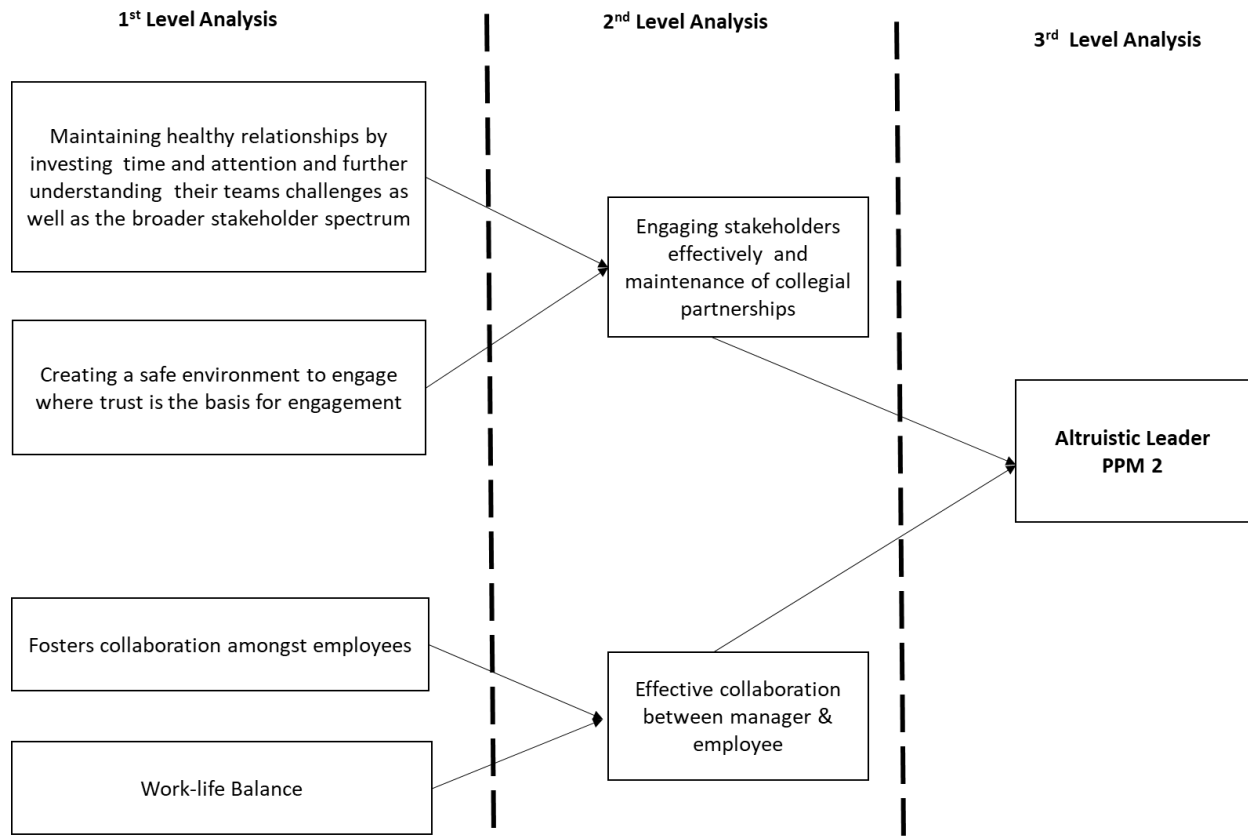 1st Level Analysis
2nd Level Analysis
3rd Level Analysis
Maintaining healthy relationships by
investing time and attention and further
understanding their teams challenges as
well as the broader stakeholder spectrum
Creating a safe environment to engage
where trust is the basis for engagement
Fosters collaboration amongst employees
Work-life Balance
Engaging stakeholders
effectively and
maintenance of collegial
partnerships
Effective collaboration
between manager &
employee
Altruistic Leader
PPM 2